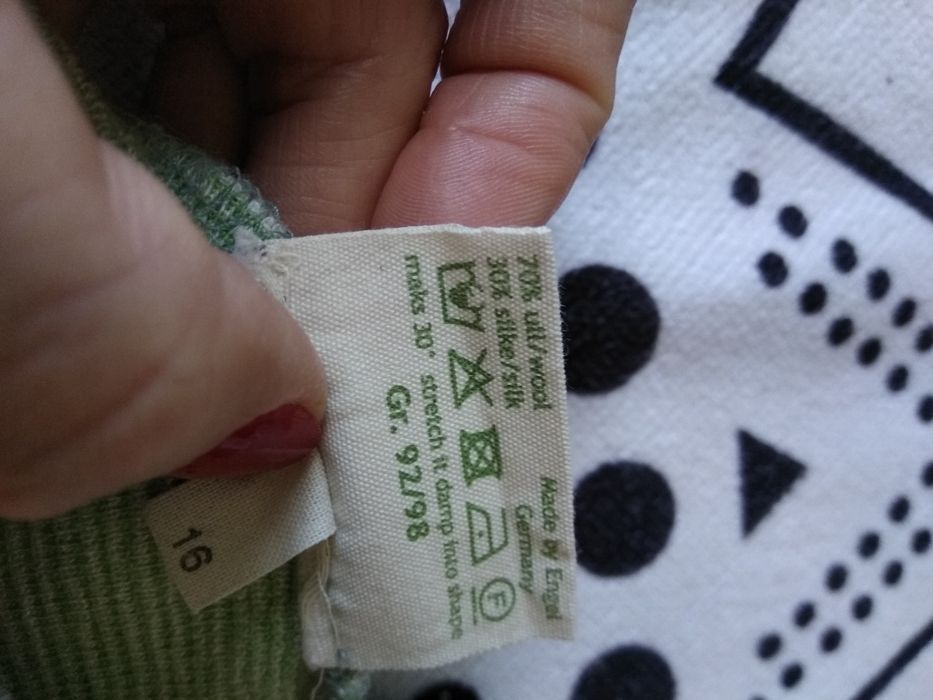 70% ull/wool
30% silke/silk
Made by Engel
Germany
F
maks 30° stretch it damp into shape
Gr. 92/98
16